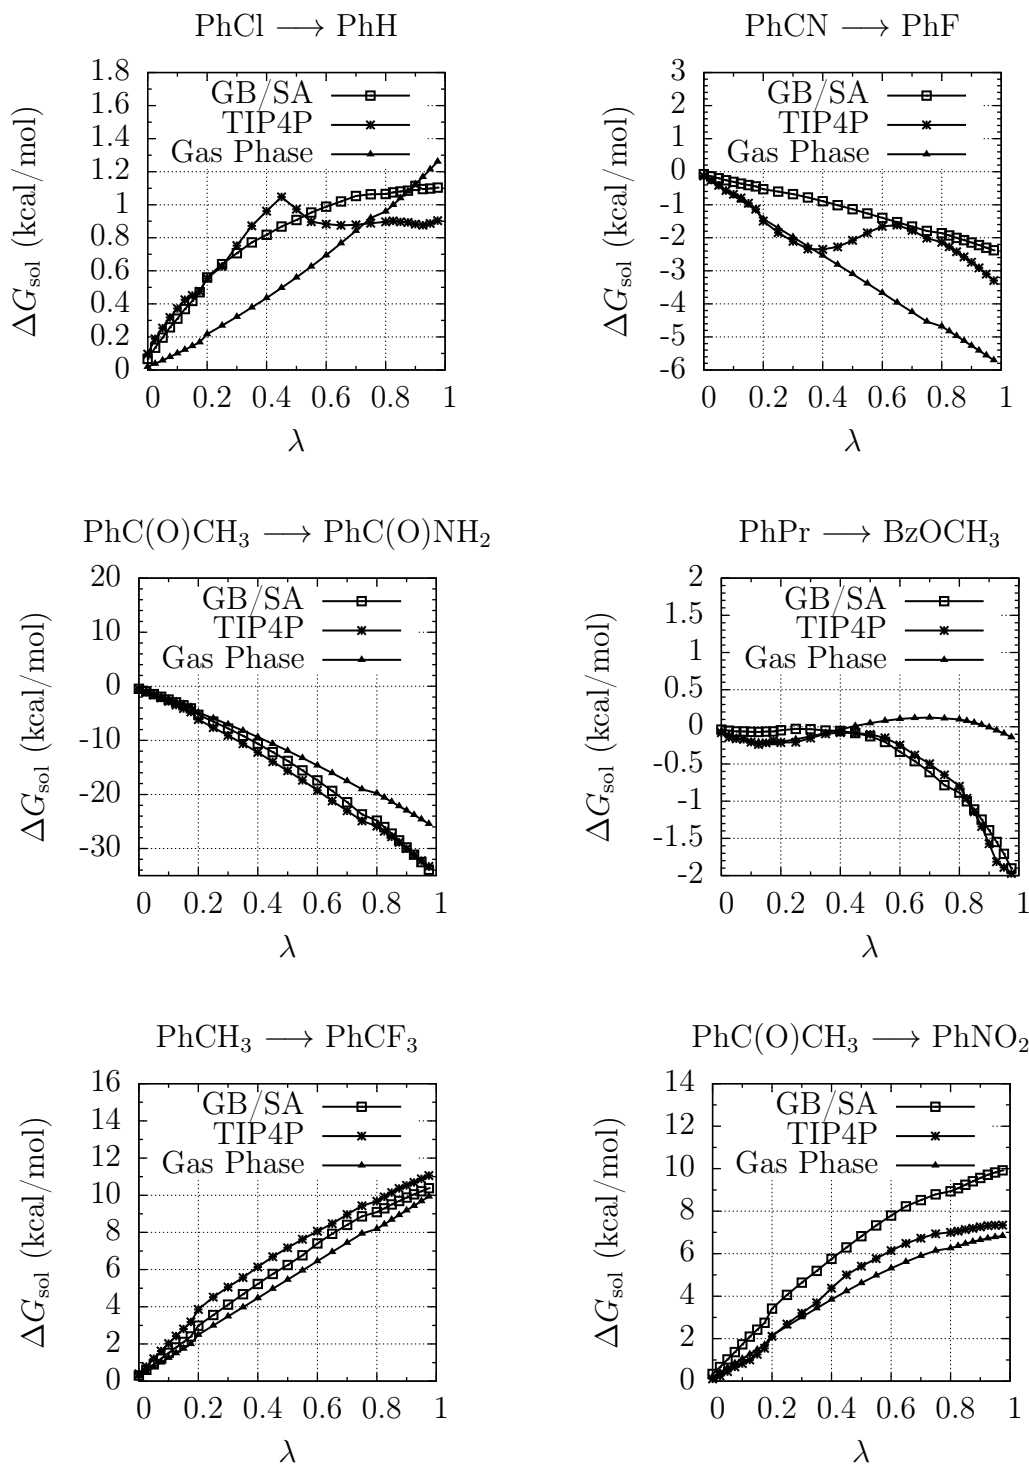 PhCl ⟶ PhH
1.8
1.6
1.4
1.2
1
0.8
0.6
0.4
0.2
0
ΔG_sol (kcal/mol)
GB/SA
TIP4P
Gas Phase
0 0.2 0.4 0.6 0.8 1
λ
PhCN ⟶ PhF
3
2
1
0
-1
-2
-3
-4
-5
-6
ΔG_sol (kcal/mol)
GB/SA
TIP4P
Gas Phase
0 0.2 0.4 0.6 0.8 1
λ
PhC(O)CH₃ ⟶ PhC(O)NH₂
20
10
0
-10
-20
-30
ΔG_sol (kcal/mol)
GB/SA
TIP4P
Gas Phase
0 0.2 0.4 0.6 0.8 1
λ
PhPr ⟶ BzOCH₃
2
1.5
1
0.5
0
-0.5
-1
-1.5
-2
ΔG_sol (kcal/mol)
GB/SA
TIP4P
Gas Phase
0 0.2 0.4 0.6 0.8 1
λ
PhCH₃ ⟶ PhCF₃
16
14
12
10
8
6
4
2
0
ΔG_sol (kcal/mol)
GB/SA
TIP4P
Gas Phase
0 0.2 0.4 0.6 0.8 1
λ
PhC(O)CH₃ ⟶ PhNO₂
14
12
10
8
6
4
2
0
ΔG_sol (kcal/mol)
GB/SA
TIP4P
Gas Phase
0 0.2 0.4 0.6 0.8 1
λ